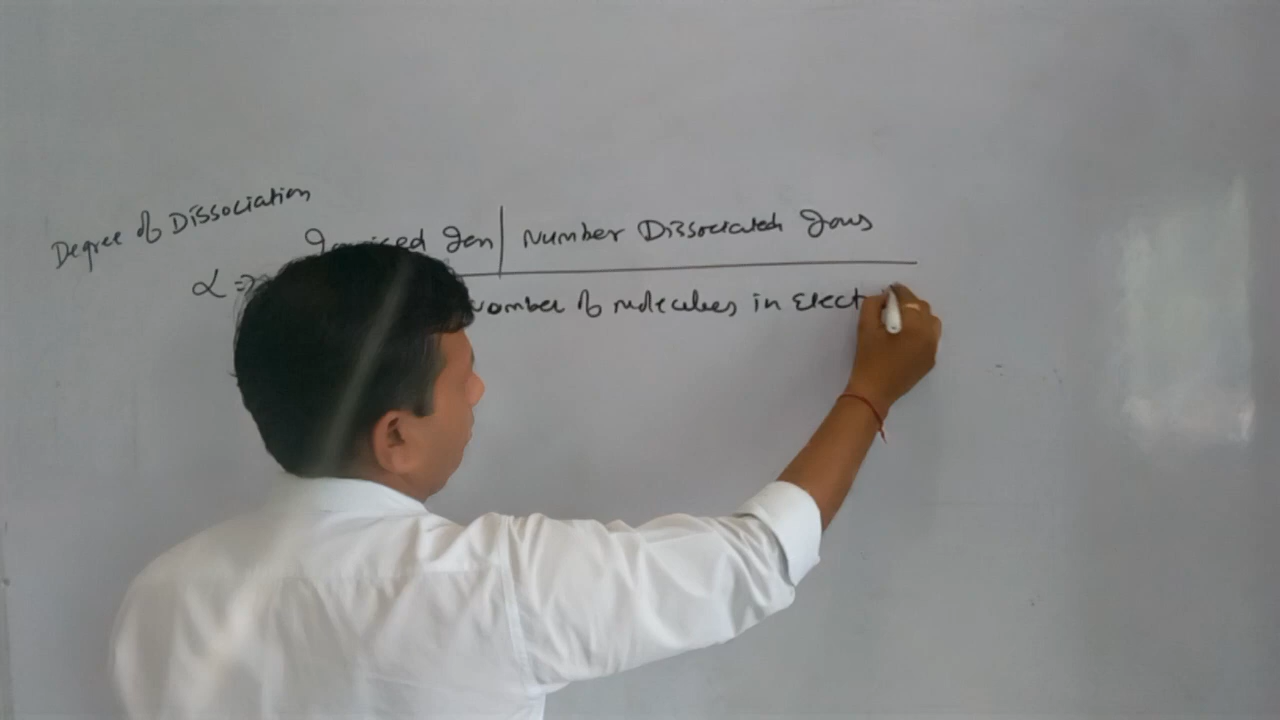 Degree of Dissociation
α => Ionised Ion | Number Dissociated Ions
Number of molecules in Elect